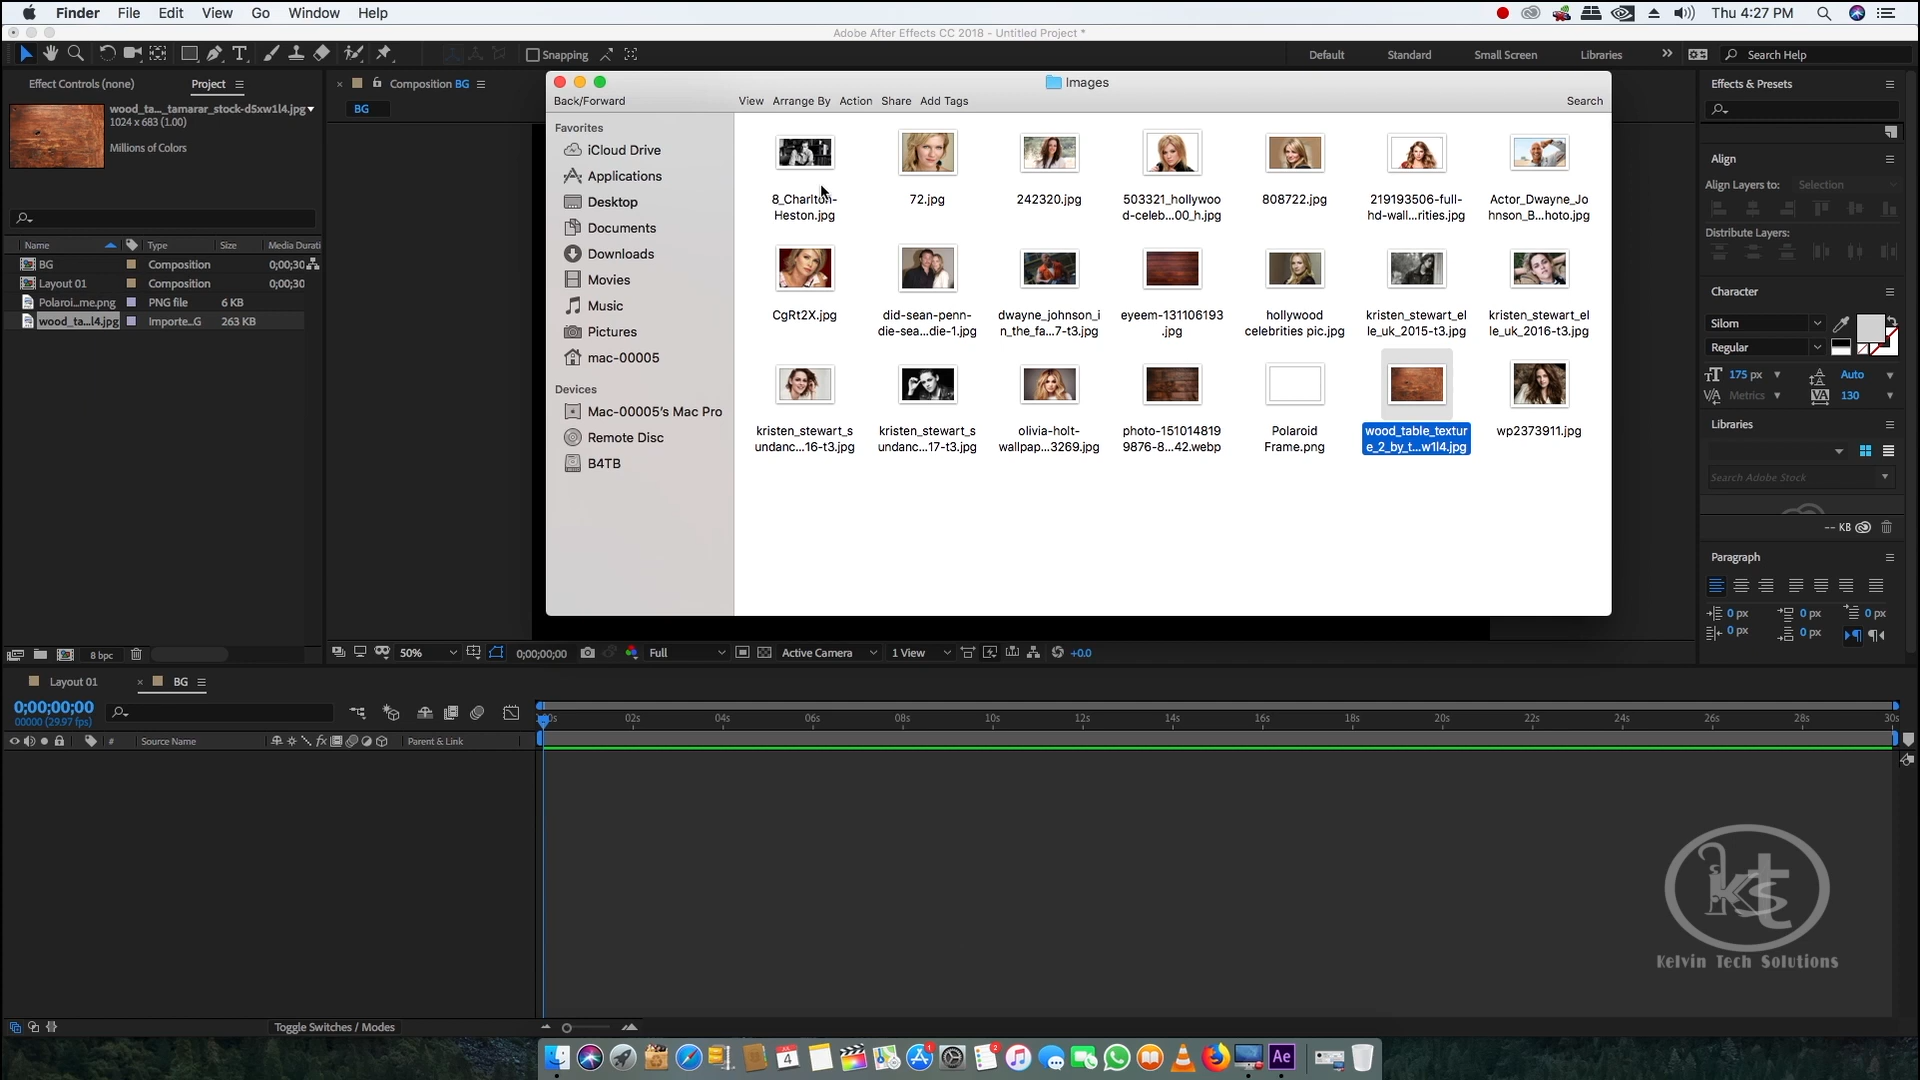 Finder File Edit View Go Window Help Thu 4:27 PM
Adobe After Effects CC 2018 - Untitled Project *
Snapping Default Standard Small Screen Libraries Search Help
Effect Controls (none) Project
wood_ta..._tamarar_stock-d5xw1l4.jpg
1024 x 683 (1.00)
Millions of Colors
Name Type Size Media Durati
BG Composition 0;00;30
Layout 01 Composition 0;00;30
Polaroi...me.png PNG file 6 KB
wood_ta...l4.jpg Importe...G 263 KB
8 bpc
Composition BG
BG
Images
Back/Forward View Arrange By Action Share Add Tags Search
Favorites
iCloud Drive
Applications
Desktop
Documents
Downloads
Movies
Music
Pictures
mac-00005
Devices
Mac-00005's Mac Pro
Remote Disc
B4TB
8_Charlton-
Heston.jpg
72.jpg
242320.jpg
503321_hollywoo
d-celeb...00_h.jpg
808722.jpg
219193506-full-
hd-wall...rities.jpg
Actor_Dwayne_Jo
hnson_B...hoto.jpg
CgRt2X.jpg
did-sean-penn-
die-sea...die-1.jpg
dwayne_johnson_i
n_the_fa...7-t3.jpg
eyeem-131106193
.jpg
hollywood
celebrities pic.jpg
kristen_stewart_el
le_uk_2015-t3.jpg
kristen_stewart_el
le_uk_2016-t3.jpg
kristen_stewart_s
undanc...16-t3.jpg
kristen_stewart_s
undanc...17-t3.jpg
olivia-holt-
wallpap...3269.jpg
photo-151014819
9876-8...42.webp
Polaroid
Frame.png
wood_table_textur
e_2_by_t...w1l4.jpg
wp2373911.jpg
50% 0;00;00;00 Full Active Camera 1 View +0.0
Effects & Presets
Align
Align Layers to: Selection
Distribute Layers:
Character
Silom
Regular
175 px Auto
Metrics 130
Libraries
Search Adobe Stock
-- KB
Paragraph
0 px 0 px 0 px
0 px 0 px
Layout 01 BG
0;00;00;00
00000 (29.97 fps)
# Source Name Parent & Link
02s 04s 06s 08s 10s 12s 14s 16s 18s 20s 22s 24s 26s 28s 30s
Toggle Switches / Modes
kts
Kelvin Tech Solutions